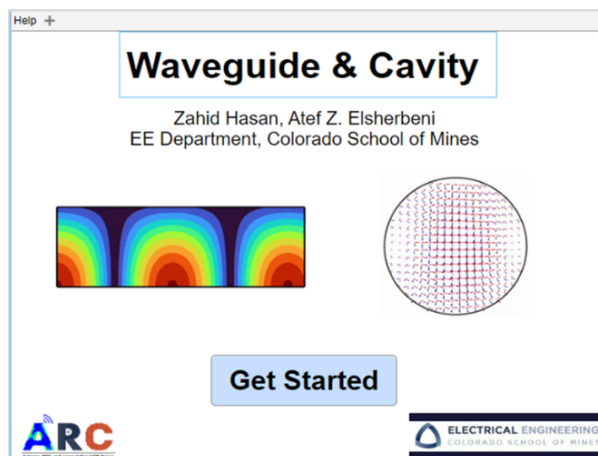 Help
Waveguide & Cavity
Zahid Hasan, Atef Z. Elsherbeni
EE Department, Colorado School of Mines
Get Started
ARC
ELECTRICAL ENGINEERING
COLORADO SCHOOL OF MINES